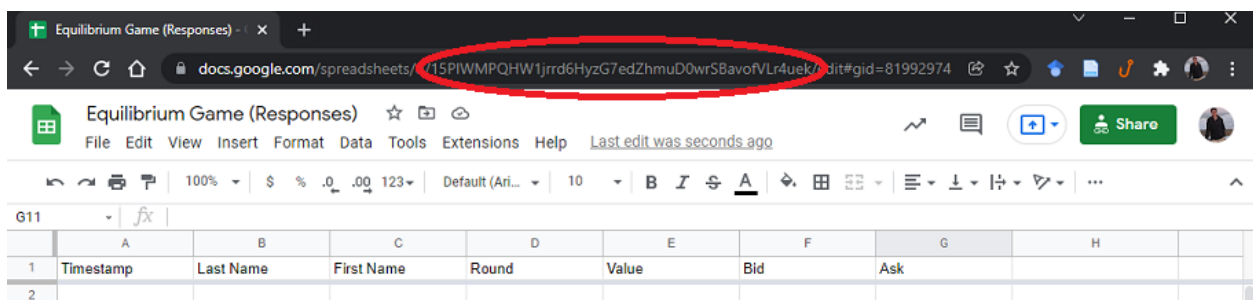 Equilibrium Game (Responses) - (
docs.google.com/spreadsheets/ /15PIWMPQHW1jrrd6HyzG7edZhmuD0wrSBavofVLr4uek/edit#gid=81992974
Equilibrium Game (Responses)
File Edit View Insert Format Data Tools Extensions Help Last edit was seconds ago
Share
100% $ % .0 .00 123 Default (Ari... 10 B I S A ...
G11 fx
A B C D E F G H
1 Timestamp Last Name First Name Round Value Bid Ask
2